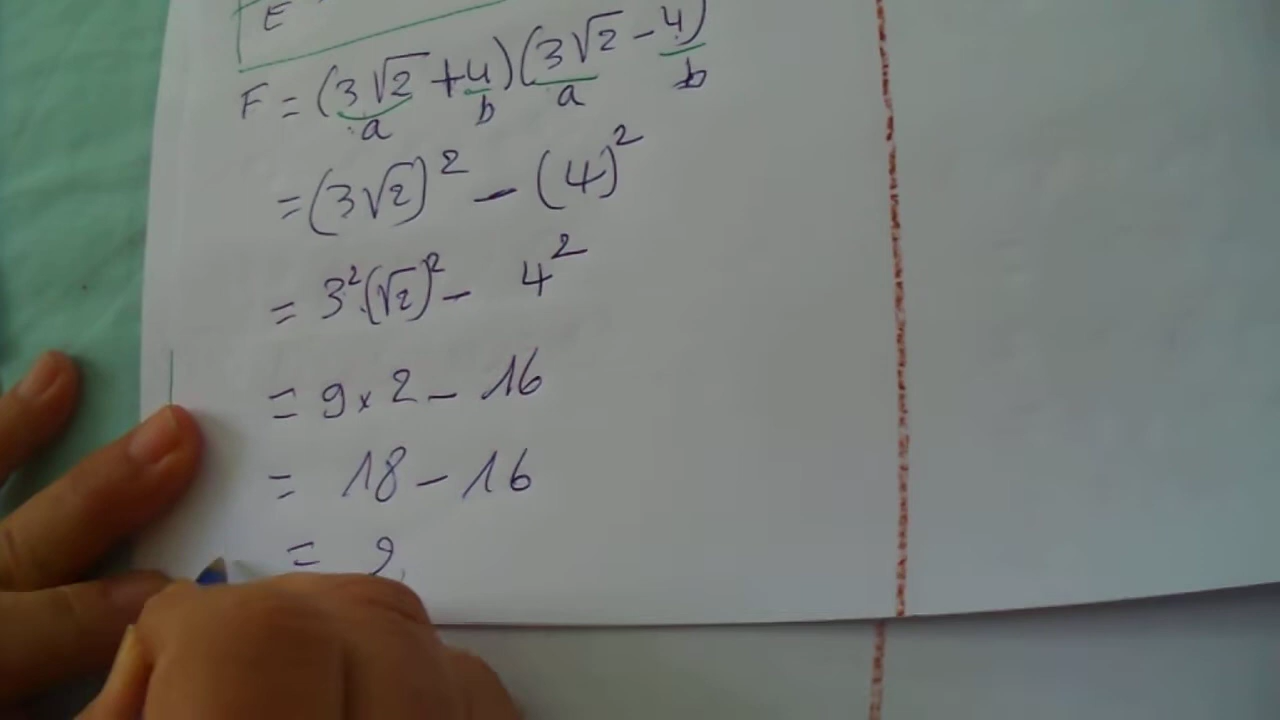 E
F = (3√2 + 4)(3√2 - 4)
a b a b
= (3√2)² - (4)²
= 3²·(√2)² - 4²
= 9 × 2 - 16
= 18 - 16
= 2